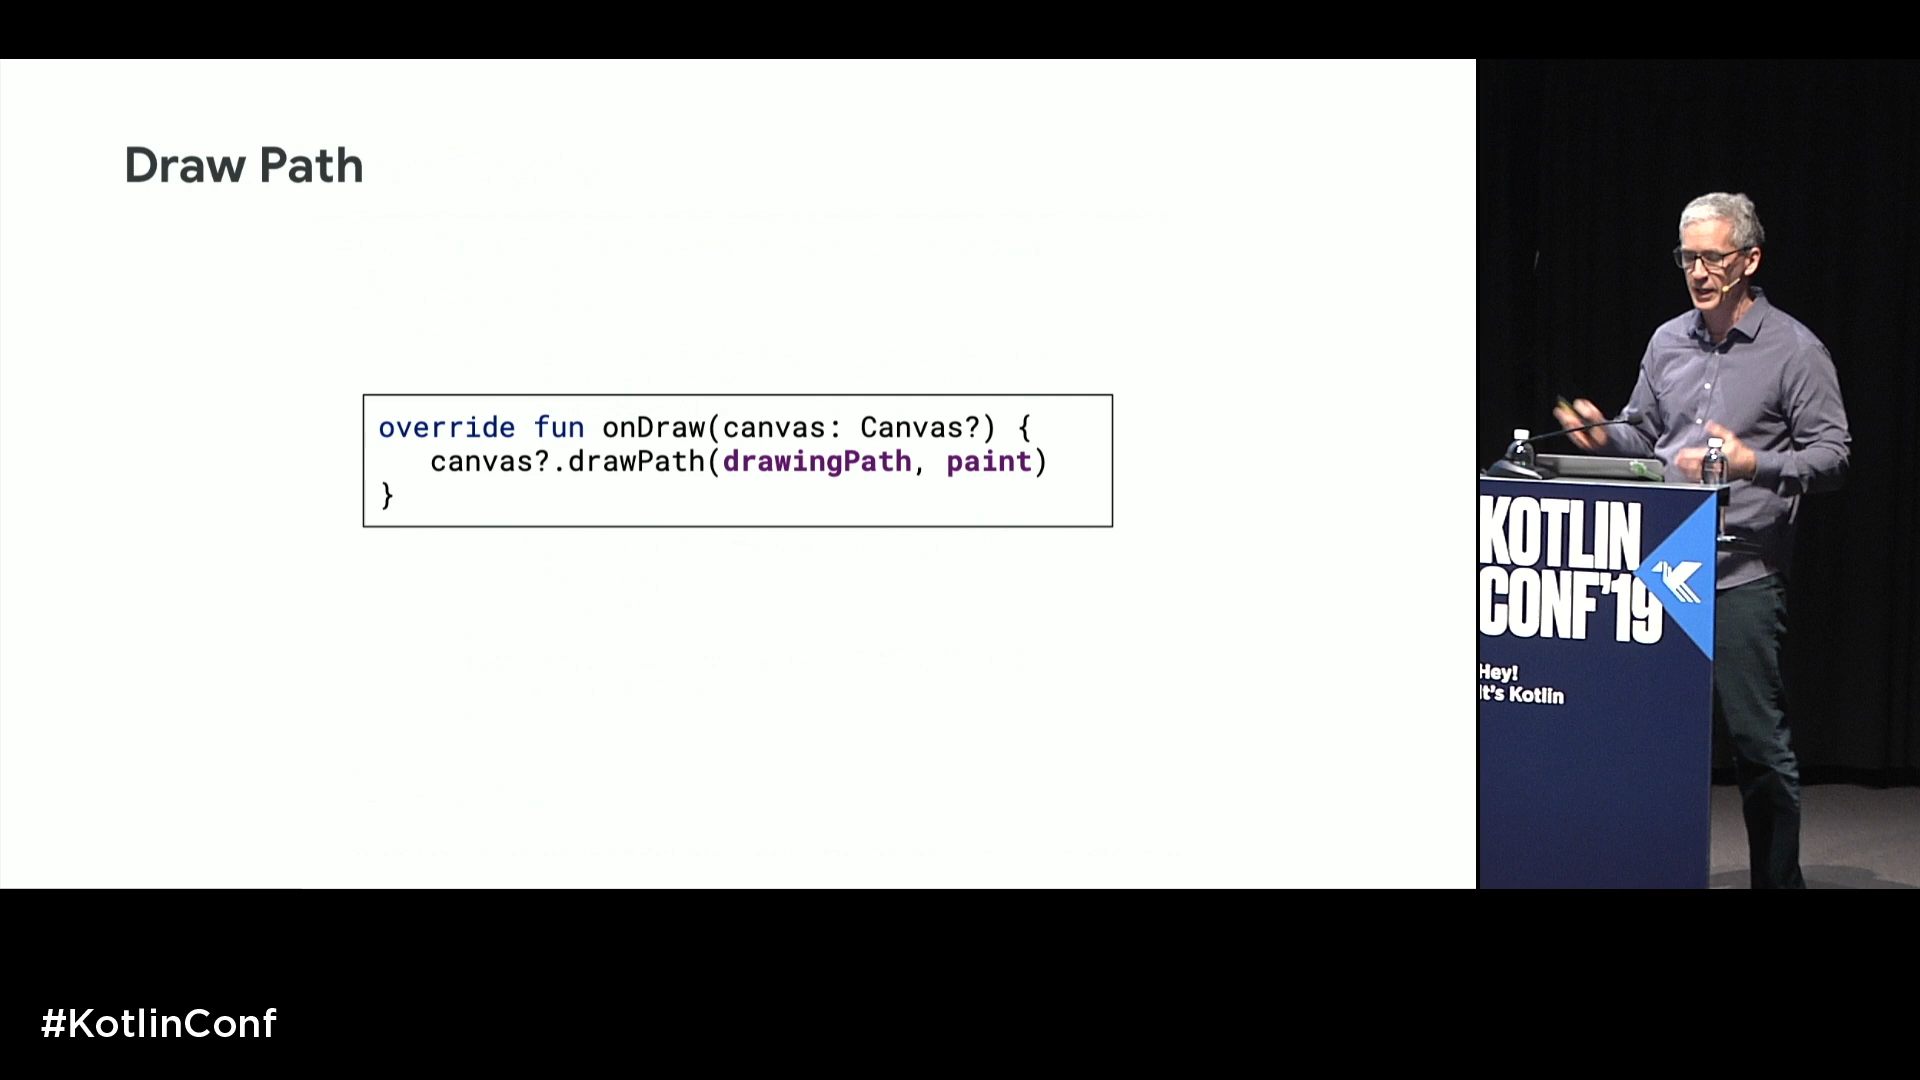 Draw Path
override fun onDraw(canvas: Canvas?) {
canvas?.drawPath(drawingPath, paint)
}
KOTLIN
CONF'19
Hey!
It's Kotlin
#KotlinConf